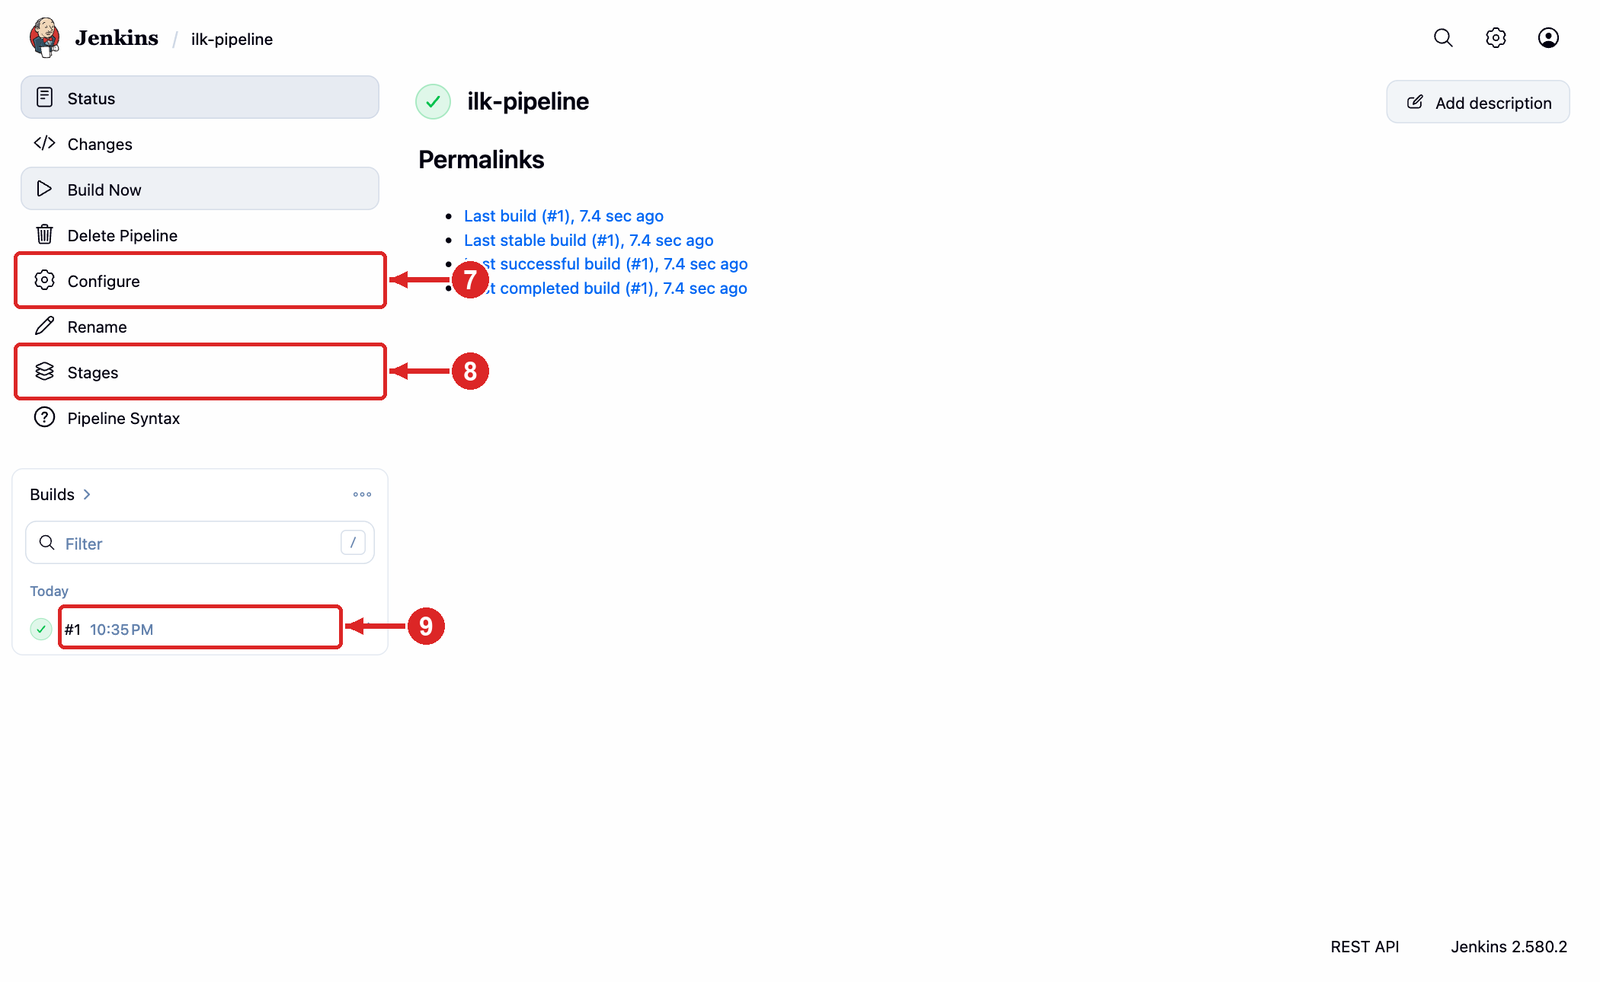 Jenkins / ilk-pipeline
Status
Changes
Build Now
Delete Pipeline
Configure
Rename
Stages
Pipeline Syntax
Builds
Filter /
Today
#1 10:35 PM
ilk-pipeline
Add description
Permalinks
Last build (#1), 7.4 sec ago
Last stable build (#1), 7.4 sec ago
st successful build (#1), 7.4 sec ago
t completed build (#1), 7.4 sec ago
7
8
9
REST API
Jenkins 2.580.2